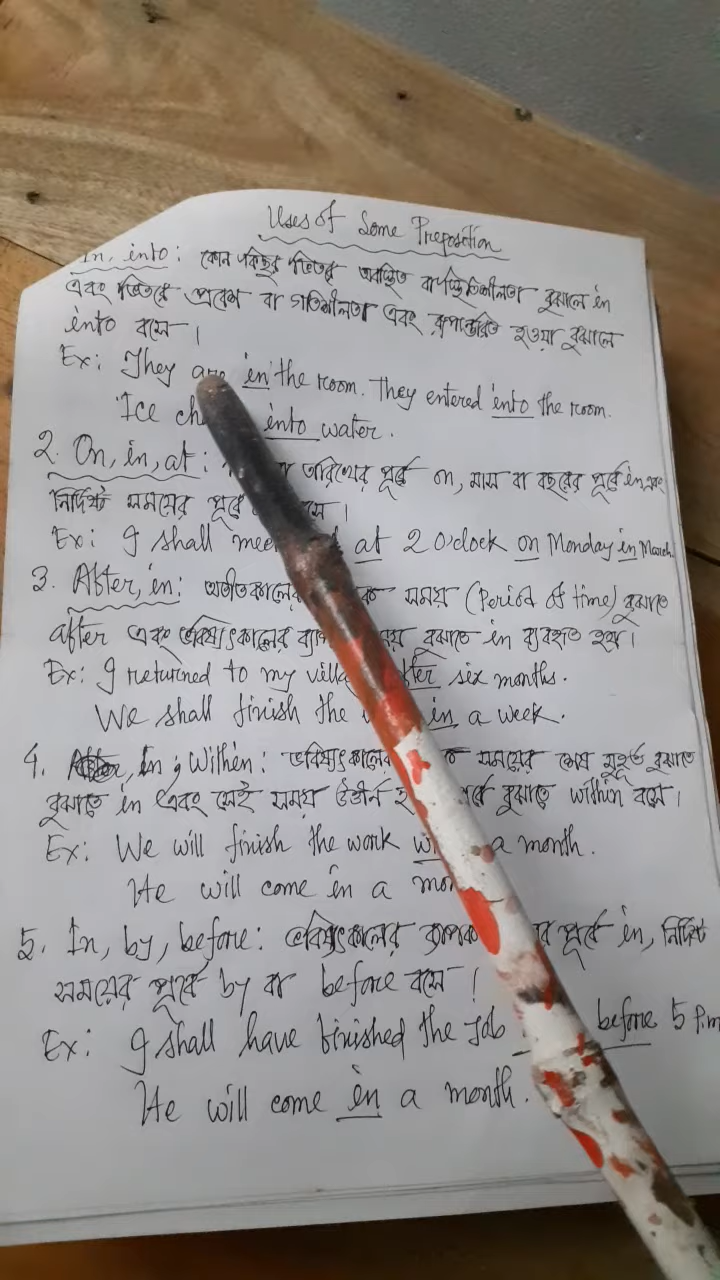 Uses of Some Preposition
In, into: কোন কিছুর ভিতরে অবস্থিত বা স্থিতিশীলতা বুঝালে in
এবং ভিতরে প্রবেশ বা গতিশীলতা এবং রূপান্তরিত হওয়া বুঝালে
into বসে।
Ex: They are in the room. They entered into the room.
Ice into water.
2. On, in, at: তারিখের পূর্বে on, মাস বা বছরের পূর্বে in এবং
নির্দিষ্ট সময়ের পূর্বে বসে।
Ex: I shall at 2 O'clock on Monday in March.
3. After, in: অতীতকালের সময় (Period of time) বুঝাতে
after এবং ভবিষ্যৎকালের বুঝাতে in ব্যবহৃত হয়।
Ex: I returned to my six months.
We shall finish the in a week.
4. In; Within: সময়ের শেষ মুহূর্ত বুঝাতে
বুঝাতে in এবং সেই সময় উত্তীর্ন বুঝাতে within বসে।
Ex: We will finish the work a month.
He will come in a
5. In, by, before: ভবিষ্যৎকালের পূর্বে in, নির্দিষ্ট
সময়ের পূর্বে by বা before বসে।
Ex: I shall have finished the Job before 5 P.m
He will come in a month.